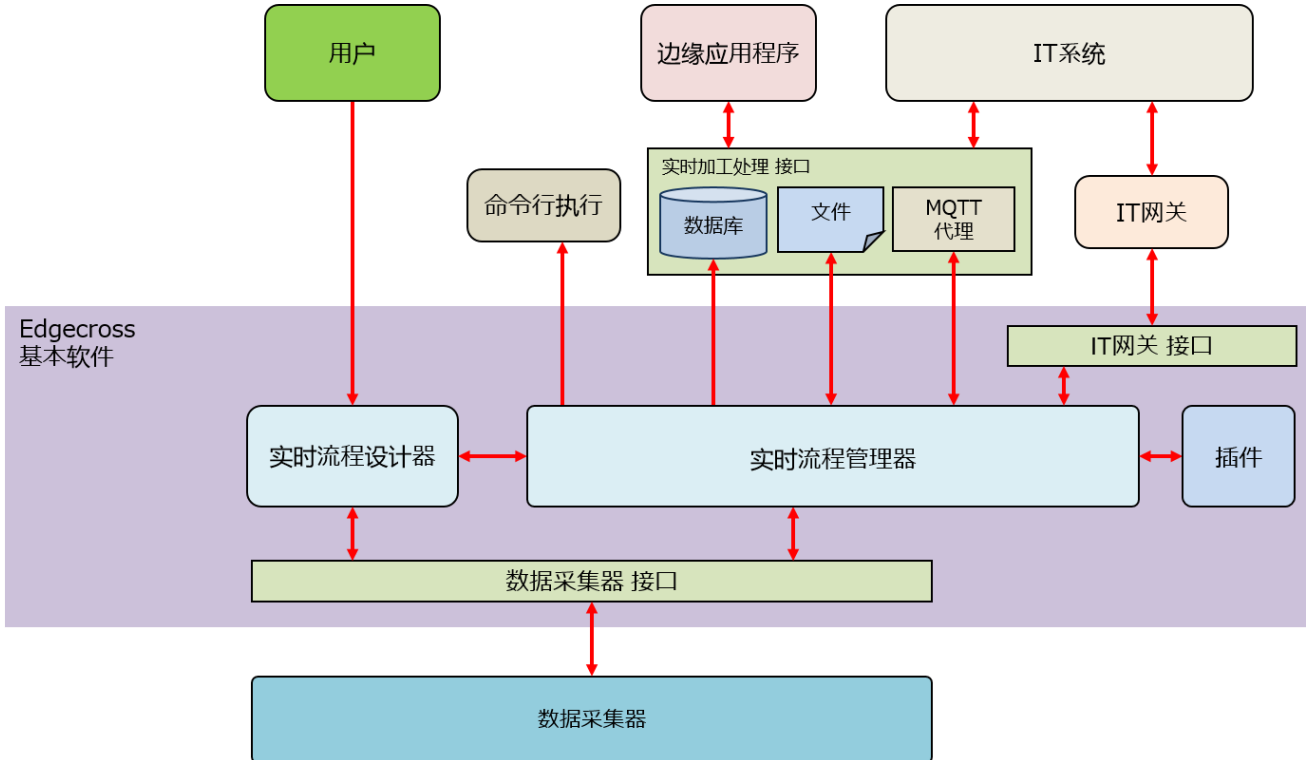 用户
边缘应用程序
IT系统
实时加工处理 接口
命令行执行
数据库
文件
MQTT
代理
IT网关
Edgecross
基本软件
IT网关 接口
实时流程设计器
实时流程管理器
插件
数据采集器 接口
数据采集器